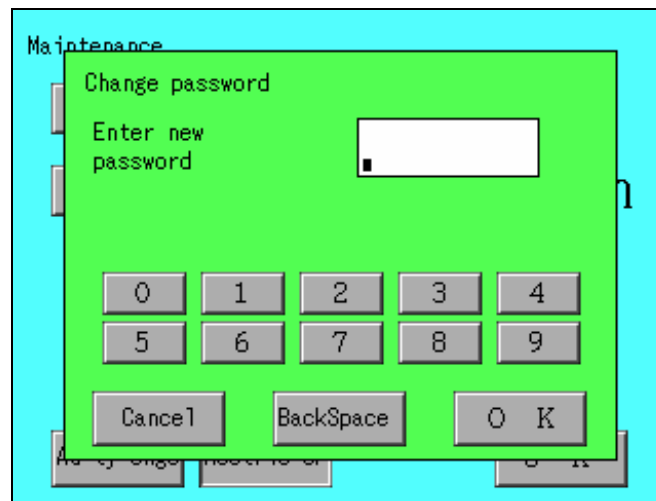 Maintenance
Change password
Enter new
password
0 1 2 3 4
5 6 7 8 9
Cancel BackSpace O K